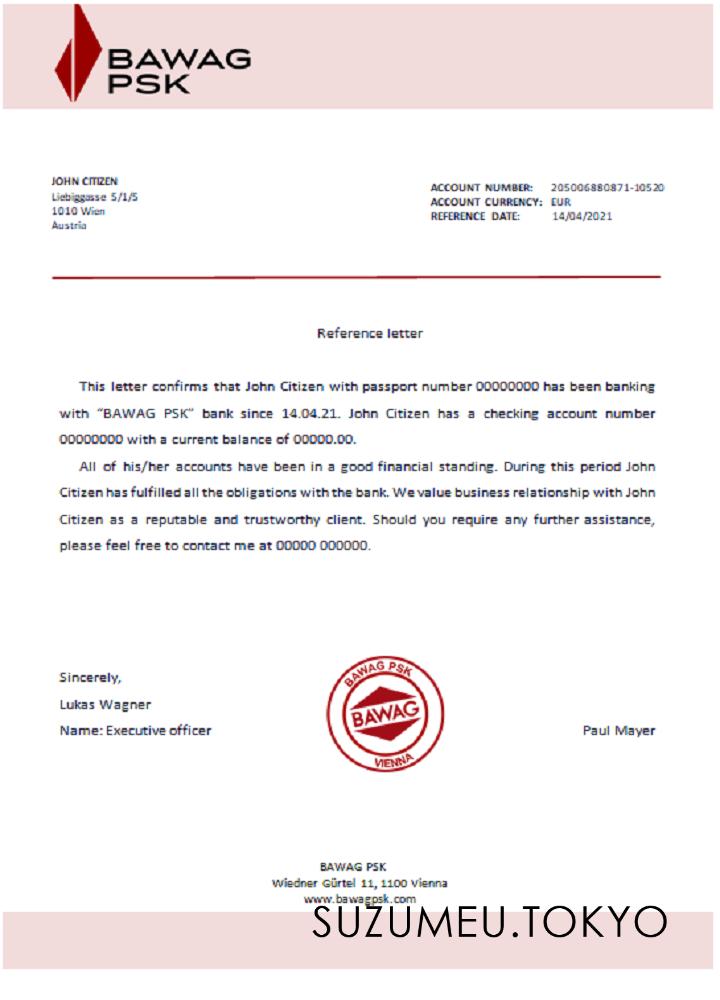 BAWAG
PSK
JOHN CITIZEN
Liebiggasse 5/1/5
1010 Wien
Austria
ACCOUNT NUMBER: 205006880871-10520
ACCOUNT CURRENCY: EUR
REFERENCE DATE: 14/04/2021
Reference letter
This letter confirms that John Citizen with passport number 00000000 has been banking
with “BAWAG PSK” bank since 14.04.21. John Citizen has a checking account number
00000000 with a current balance of 00000.00.
All of his/her accounts have been in a good financial standing. During this period John
Citizen has fulfilled all the obligations with the bank. We value business relationship with John
Citizen as a reputable and trustworthy client. Should you require any further assistance,
please feel free to contact me at 00000 000000.
Sincerely,
Lukas Wagner
Name: Executive officer
BAWAG PSK
BAWAG
VIENNA
Paul Mayer
BAWAG PSK
Wiedner Gürtel 11, 1100 Vienna
www.bawagpsk.com
SUZUMEU.TOKYO